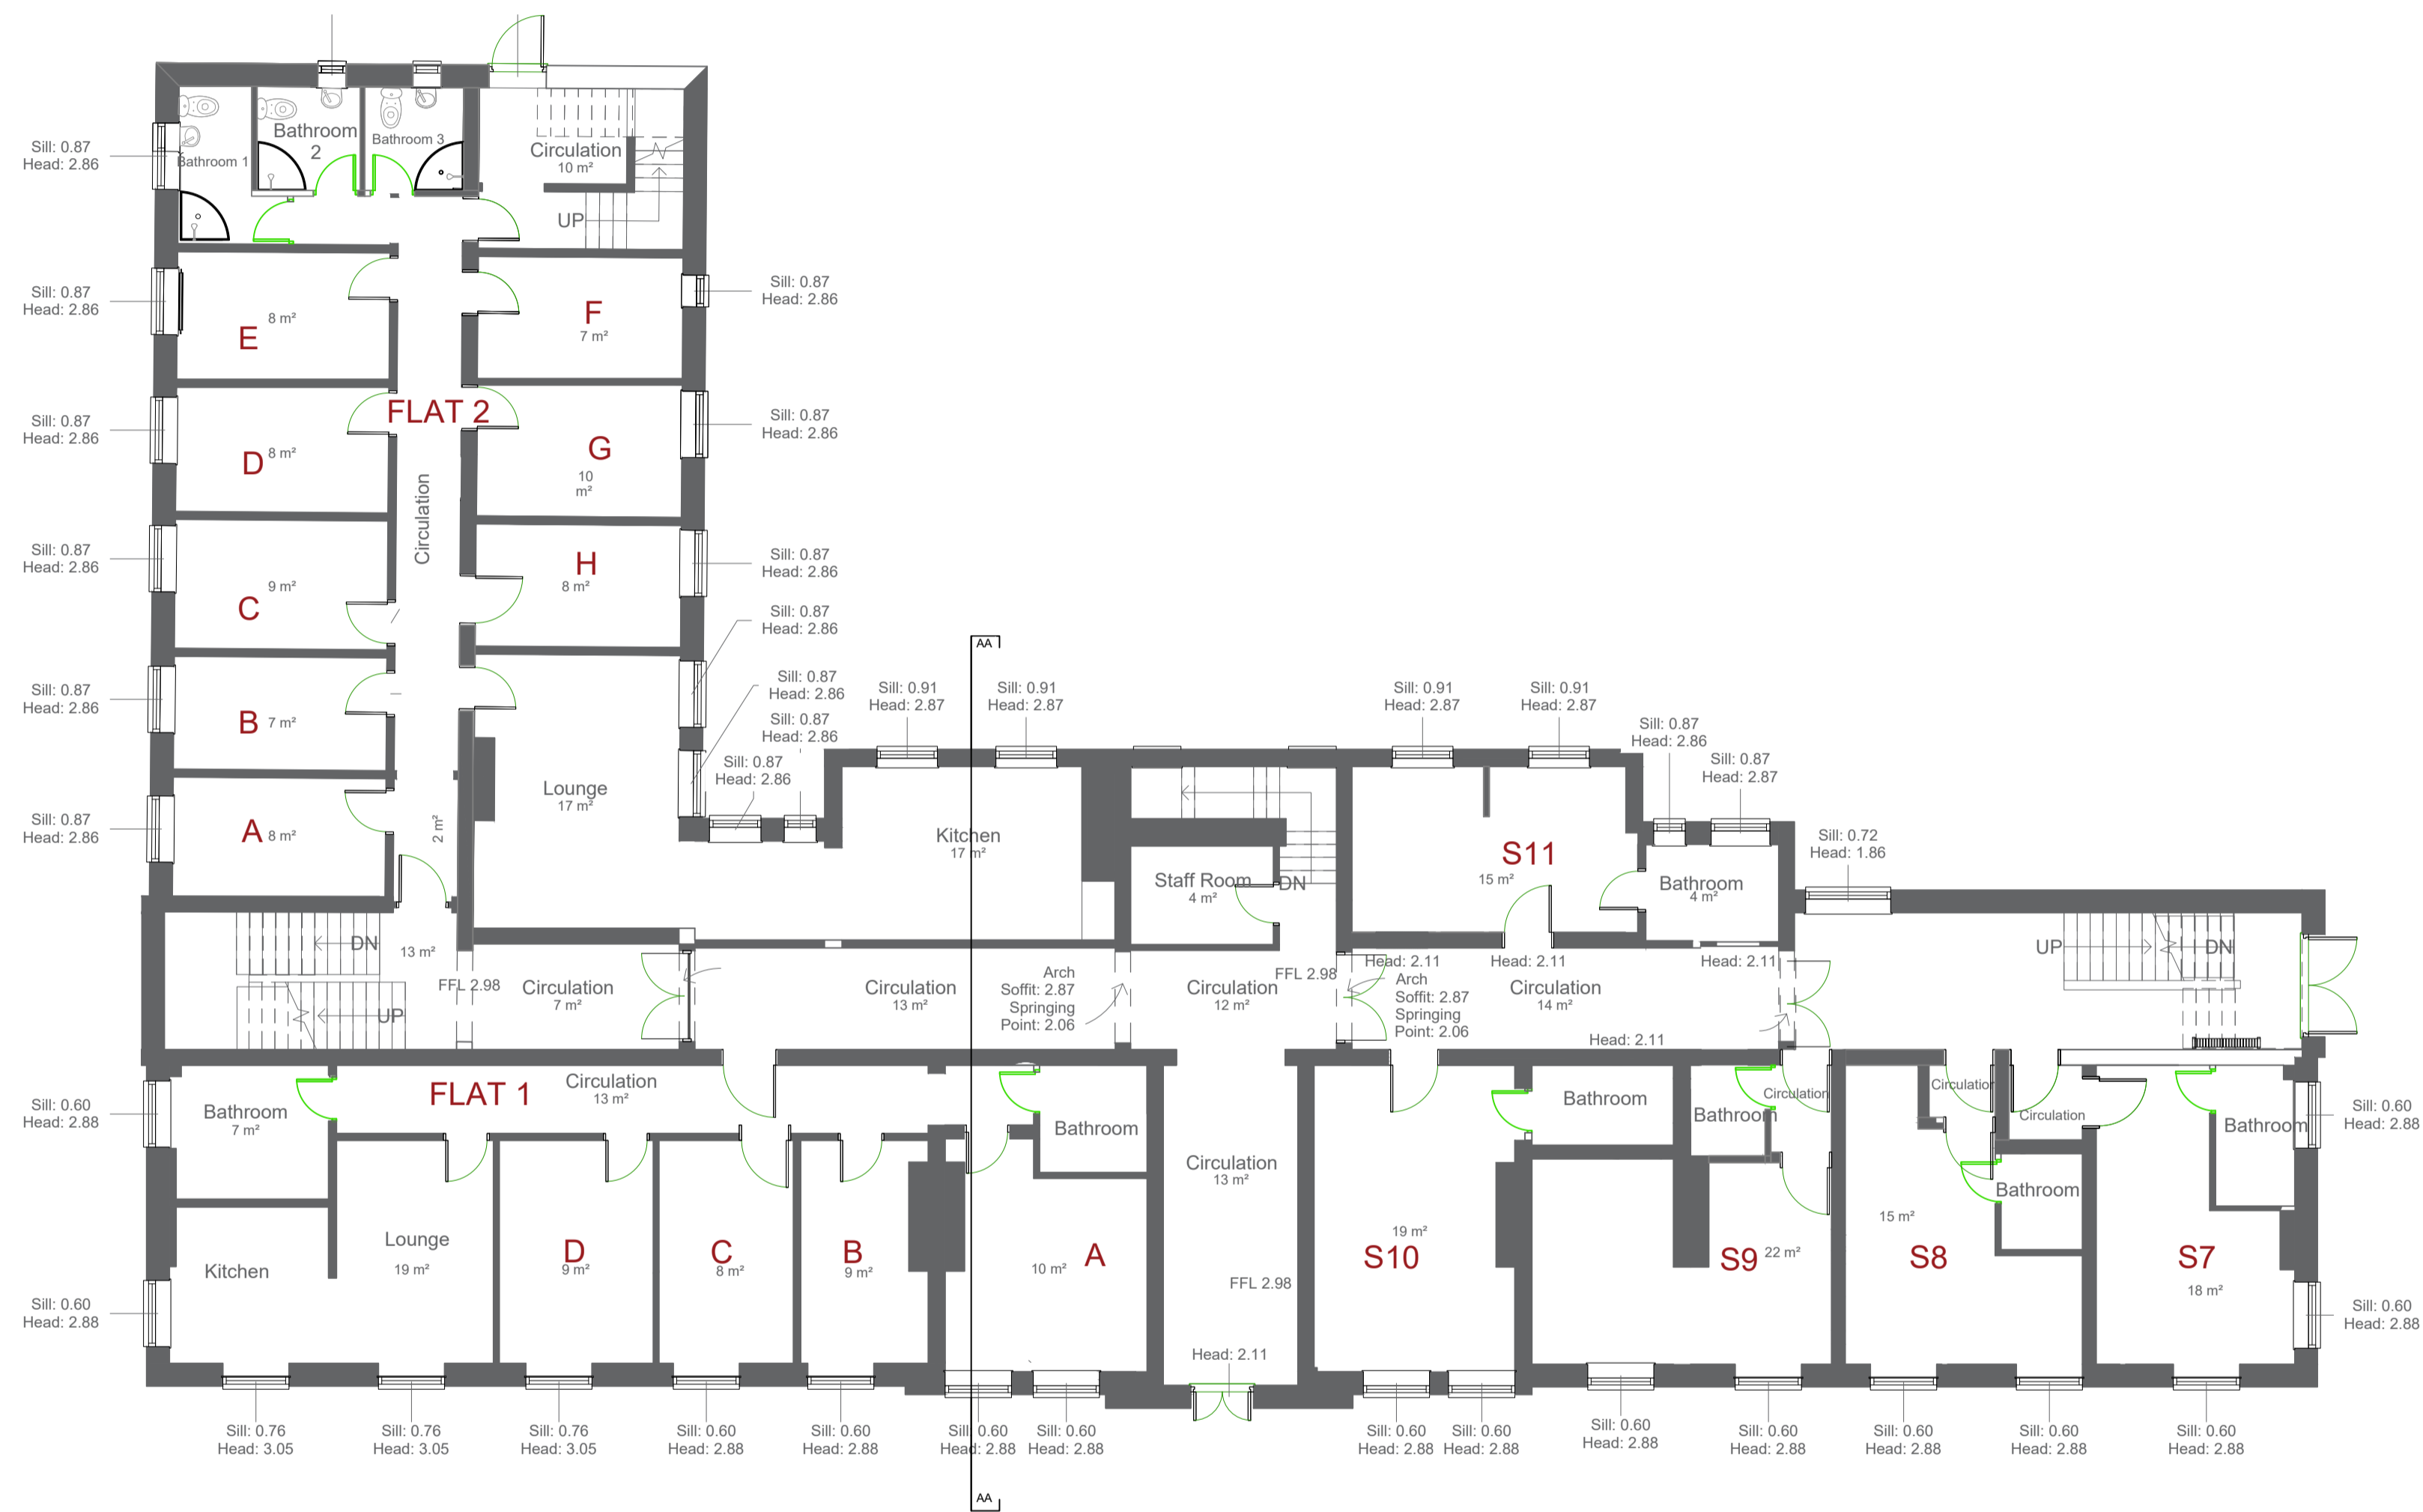 Bathroom 1
Bathroom
2
Bathroom 3
Circulation
10 m²
UP
Sill: 0.87
Head: 2.86
Sill: 0.87
Head: 2.86
E
8 m²
F
7 m²
Sill: 0.87
Head: 2.86
FLAT 2
Sill: 0.87
Head: 2.86
D
8 m²
G
10
m²
Sill: 0.87
Head: 2.86
Circulation
Sill: 0.87
Head: 2.86
C
9 m²
H
8 m²
Sill: 0.87
Head: 2.86
Sill: 0.87
Head: 2.86
Sill: 0.87
Head: 2.86
B
7 m²
Sill: 0.87
Head: 2.86
Sill: 0.87
Head: 2.86
Sill: 0.87
Head: 2.86
AA
Sill: 0.91
Head: 2.87
Sill: 0.91
Head: 2.87
Sill: 0.91
Head: 2.87
Sill: 0.91
Head: 2.87
Sill: 0.87
Head: 2.86
Sill: 0.87
Head: 2.87
Sill: 0.72
Head: 1.86
Sill: 0.87
Head: 2.86
A
8 m²
2 m²
Lounge
17 m²
Kitchen
17 m²
Staff Room
4 m²
DN
S11
15 m²
Bathroom
4 m²
DN
13 m²
UP
FFL 2.98
Circulation
7 m²
Circulation
13 m²
Arch
Soffit: 2.87
Springing
Point: 2.06
Circulation
12 m²
FFL 2.98
Head: 2.11
Head: 2.11
Head: 2.11
Arch
Soffit: 2.87
Springing
Point: 2.06
Circulation
14 m²
Head: 2.11
UP
DN
Sill: 0.60
Head: 2.88
Bathroom
7 m²
FLAT 1
Circulation
13 m²
Bathroom
Circulation
13 m²
Bathroom
Bathroom
Circulation
Circulation
Circulation
Bathroom
Bathroom
Sill: 0.60
Head: 2.88
Sill: 0.60
Head: 2.88
Kitchen
Lounge
19 m²
D
9 m²
C
8 m²
B
9 m²
10 m²
A
FFL 2.98
Head: 2.11
19 m²
S10
S9
22 m²
15 m²
S8
S7
18 m²
Sill: 0.60
Head: 2.88
Sill: 0.76
Head: 3.05
Sill: 0.76
Head: 3.05
Sill: 0.76
Head: 3.05
Sill: 0.60
Head: 2.88
Sill: 0.60
Head: 2.88
Sill: 0.60
Head: 2.88
Sill: 0.60
Head: 2.88
Sill: 0.60
Head: 2.88
Sill: 0.60
Head: 2.88
Sill: 0.60
Head: 2.88
Sill: 0.60
Head: 2.88
Sill: 0.60
Head: 2.88
Sill: 0.60
Head: 2.88
Sill: 0.60
Head: 2.88
AA